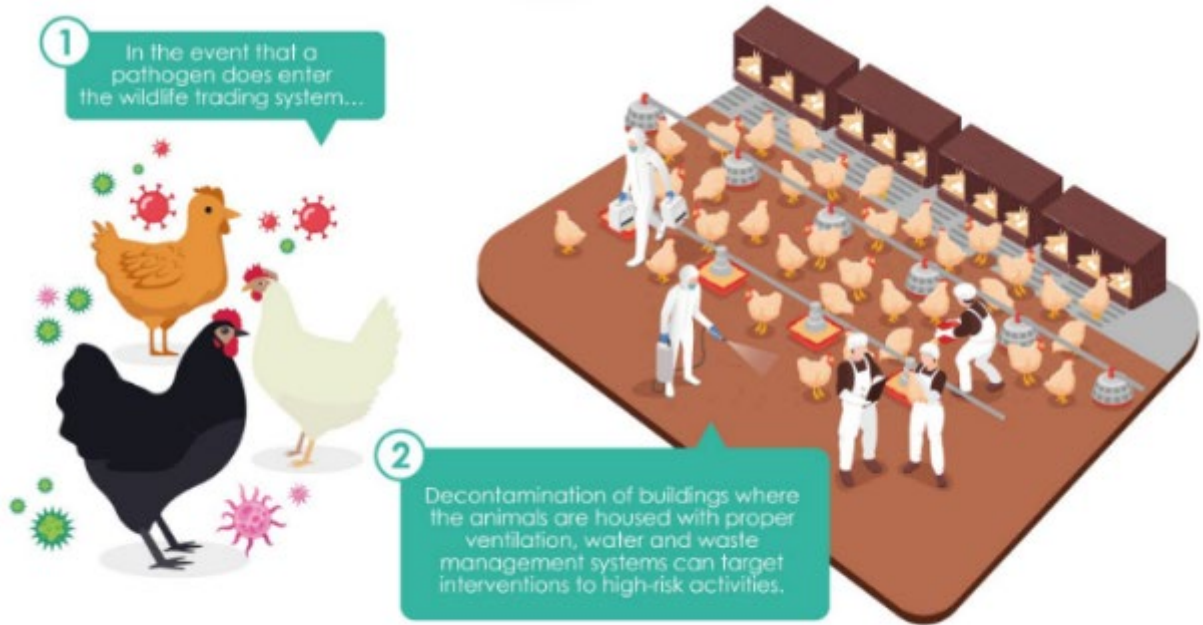 1
In the event that a
pathogen does enter
the wildlife trading system...
2
Decontamination of buildings where
the animals are housed with proper
ventilation, water and waste
management systems can target
interventions to high-risk activities.